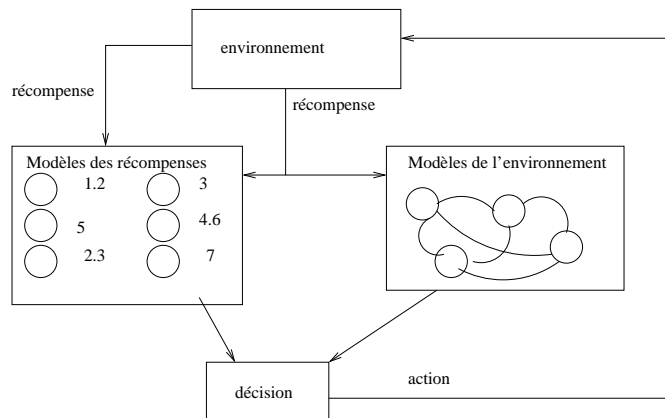 environnement
récompense
récompense
Modèles des récompenses
1.2
3
5
4.6
2.3
7
Modèles de l'environnement
décision
action